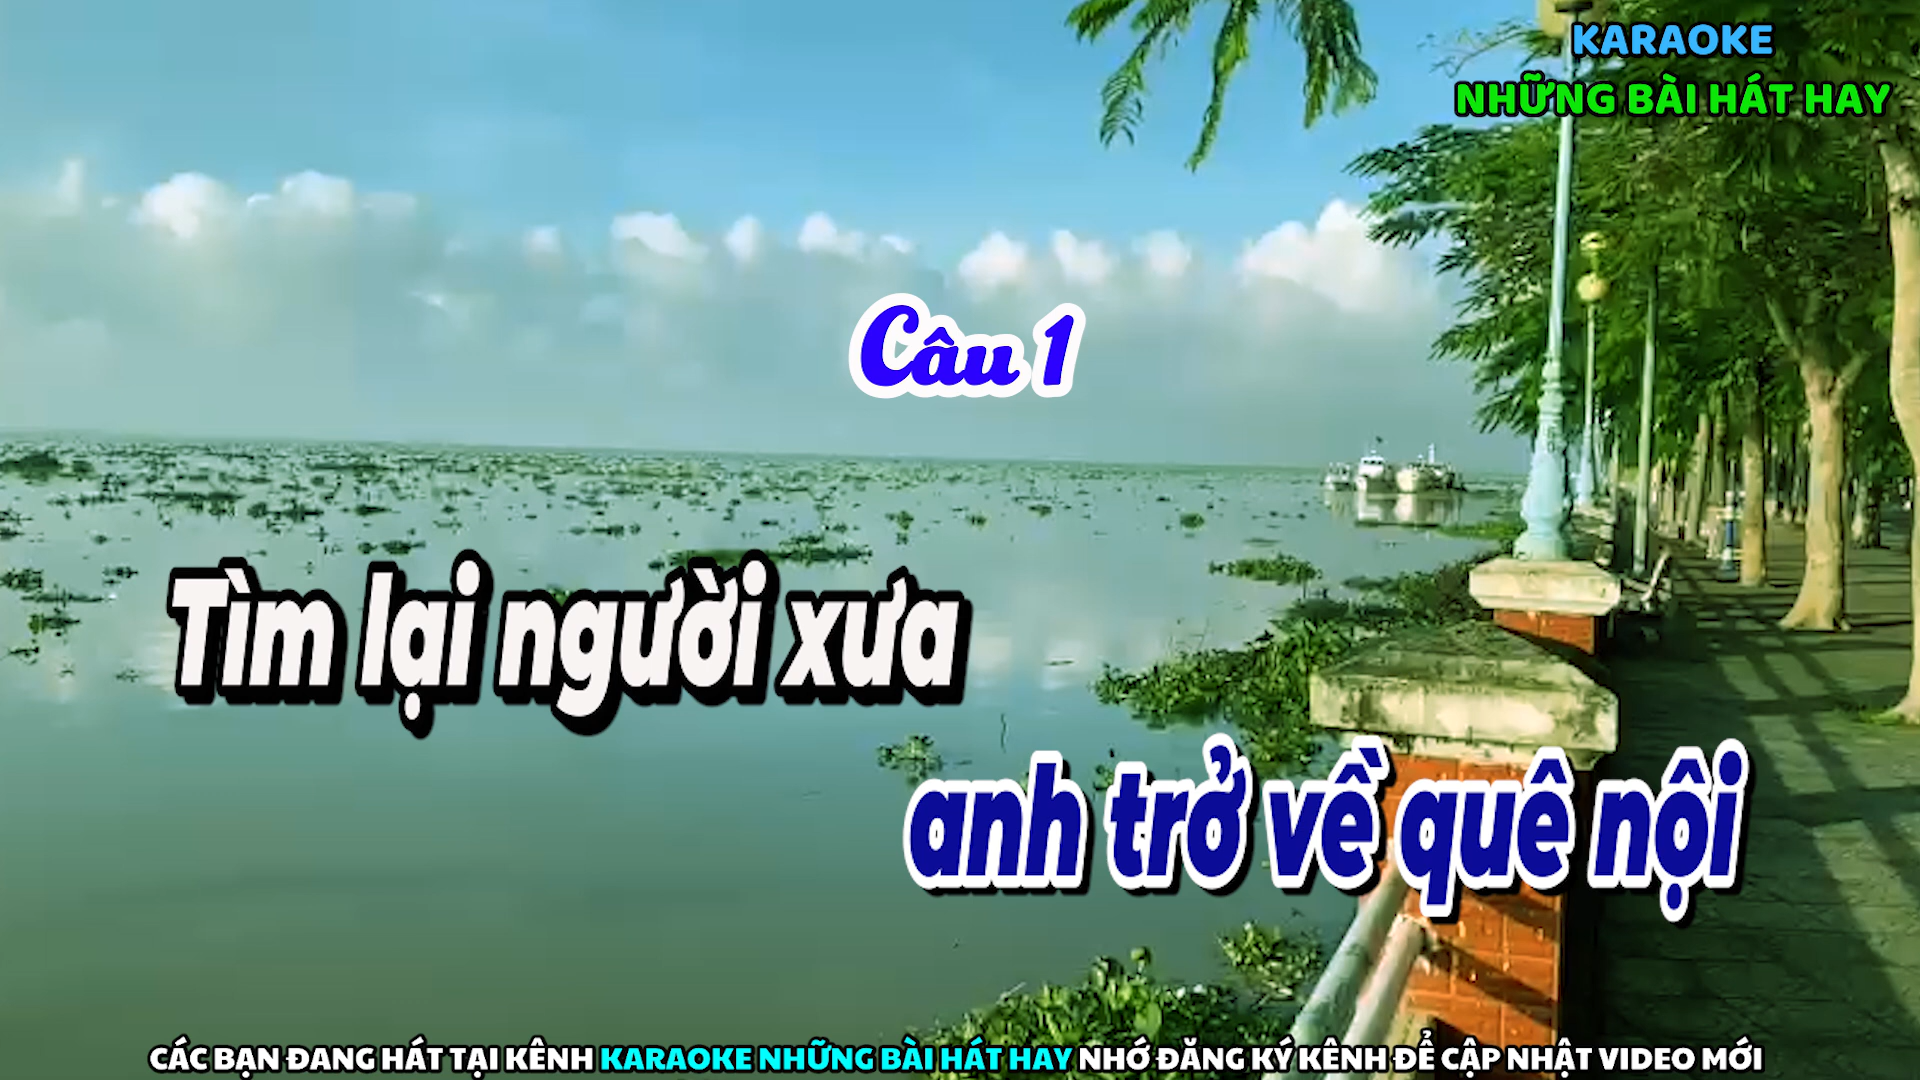 KARAOKE
NHỮNG BÀI HÁT HAY
Câu 1
Tìm lại người xưa
anh trở về quê nội
CÁC BẠN ĐANG HÁT TẠI KÊNH KARAOKE NHỮNG BÀI HÁT HAY NHỚ ĐĂNG KÝ KÊNH ĐỂ CẬP NHẬT VIDEO MỚI